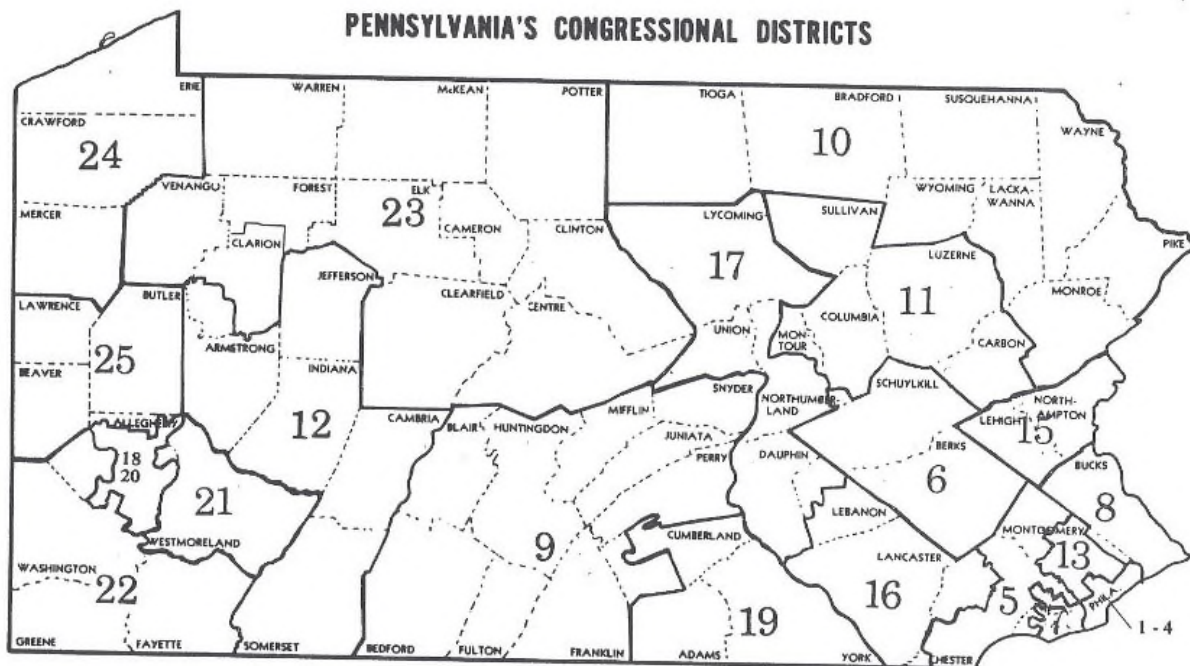 PENNSYLVANIA'S CONGRESSIONAL DISTRICTS
ERIE
WARREN
McKEAN
POTTER
TIOGA
BRADFORD
SUSQUEHANNA
WAYNE
CRAWFORD
24
10
VENANGO
FOREST
ELK
23
WYOMING
LACKA-
WANNA
MERCER
CLARION
CAMERON
CLINTON
LYCOMING
SULLIVAN
PIKE
JEFFERSON
17
LUZERNE
LAWRENCE
BUTLER
CLEARFIELD
CENTRE
11
MONROE
UNION
MON-
TOUR
COLUMBIA
CARBON
25
ARMSTRONG
BEAVER
INDIANA
SCHUYLKILL
ALLEGHENY
12
CAMBRIA
BLAIR
HUNTINGDON
MIFFLIN
SNYDER
NORTHUMBER-
LAND
LEHIGH
NORTH-
AMPTON
15
JUNIATA
PERRY
DAUPHIN
BERKS
BUCKS
18
20
21
6
8
LEBANON
WESTMORELAND
9
CUMBERLAND
MONTGOMERY
13
WASHINGTON
22
LANCASTER
16
5
7
PHILA.
1-4
19
GREENE
FAYETTE
SOMERSET
BEDFORD
FULTON
FRANKLIN
ADAMS
YORK
CHESTER